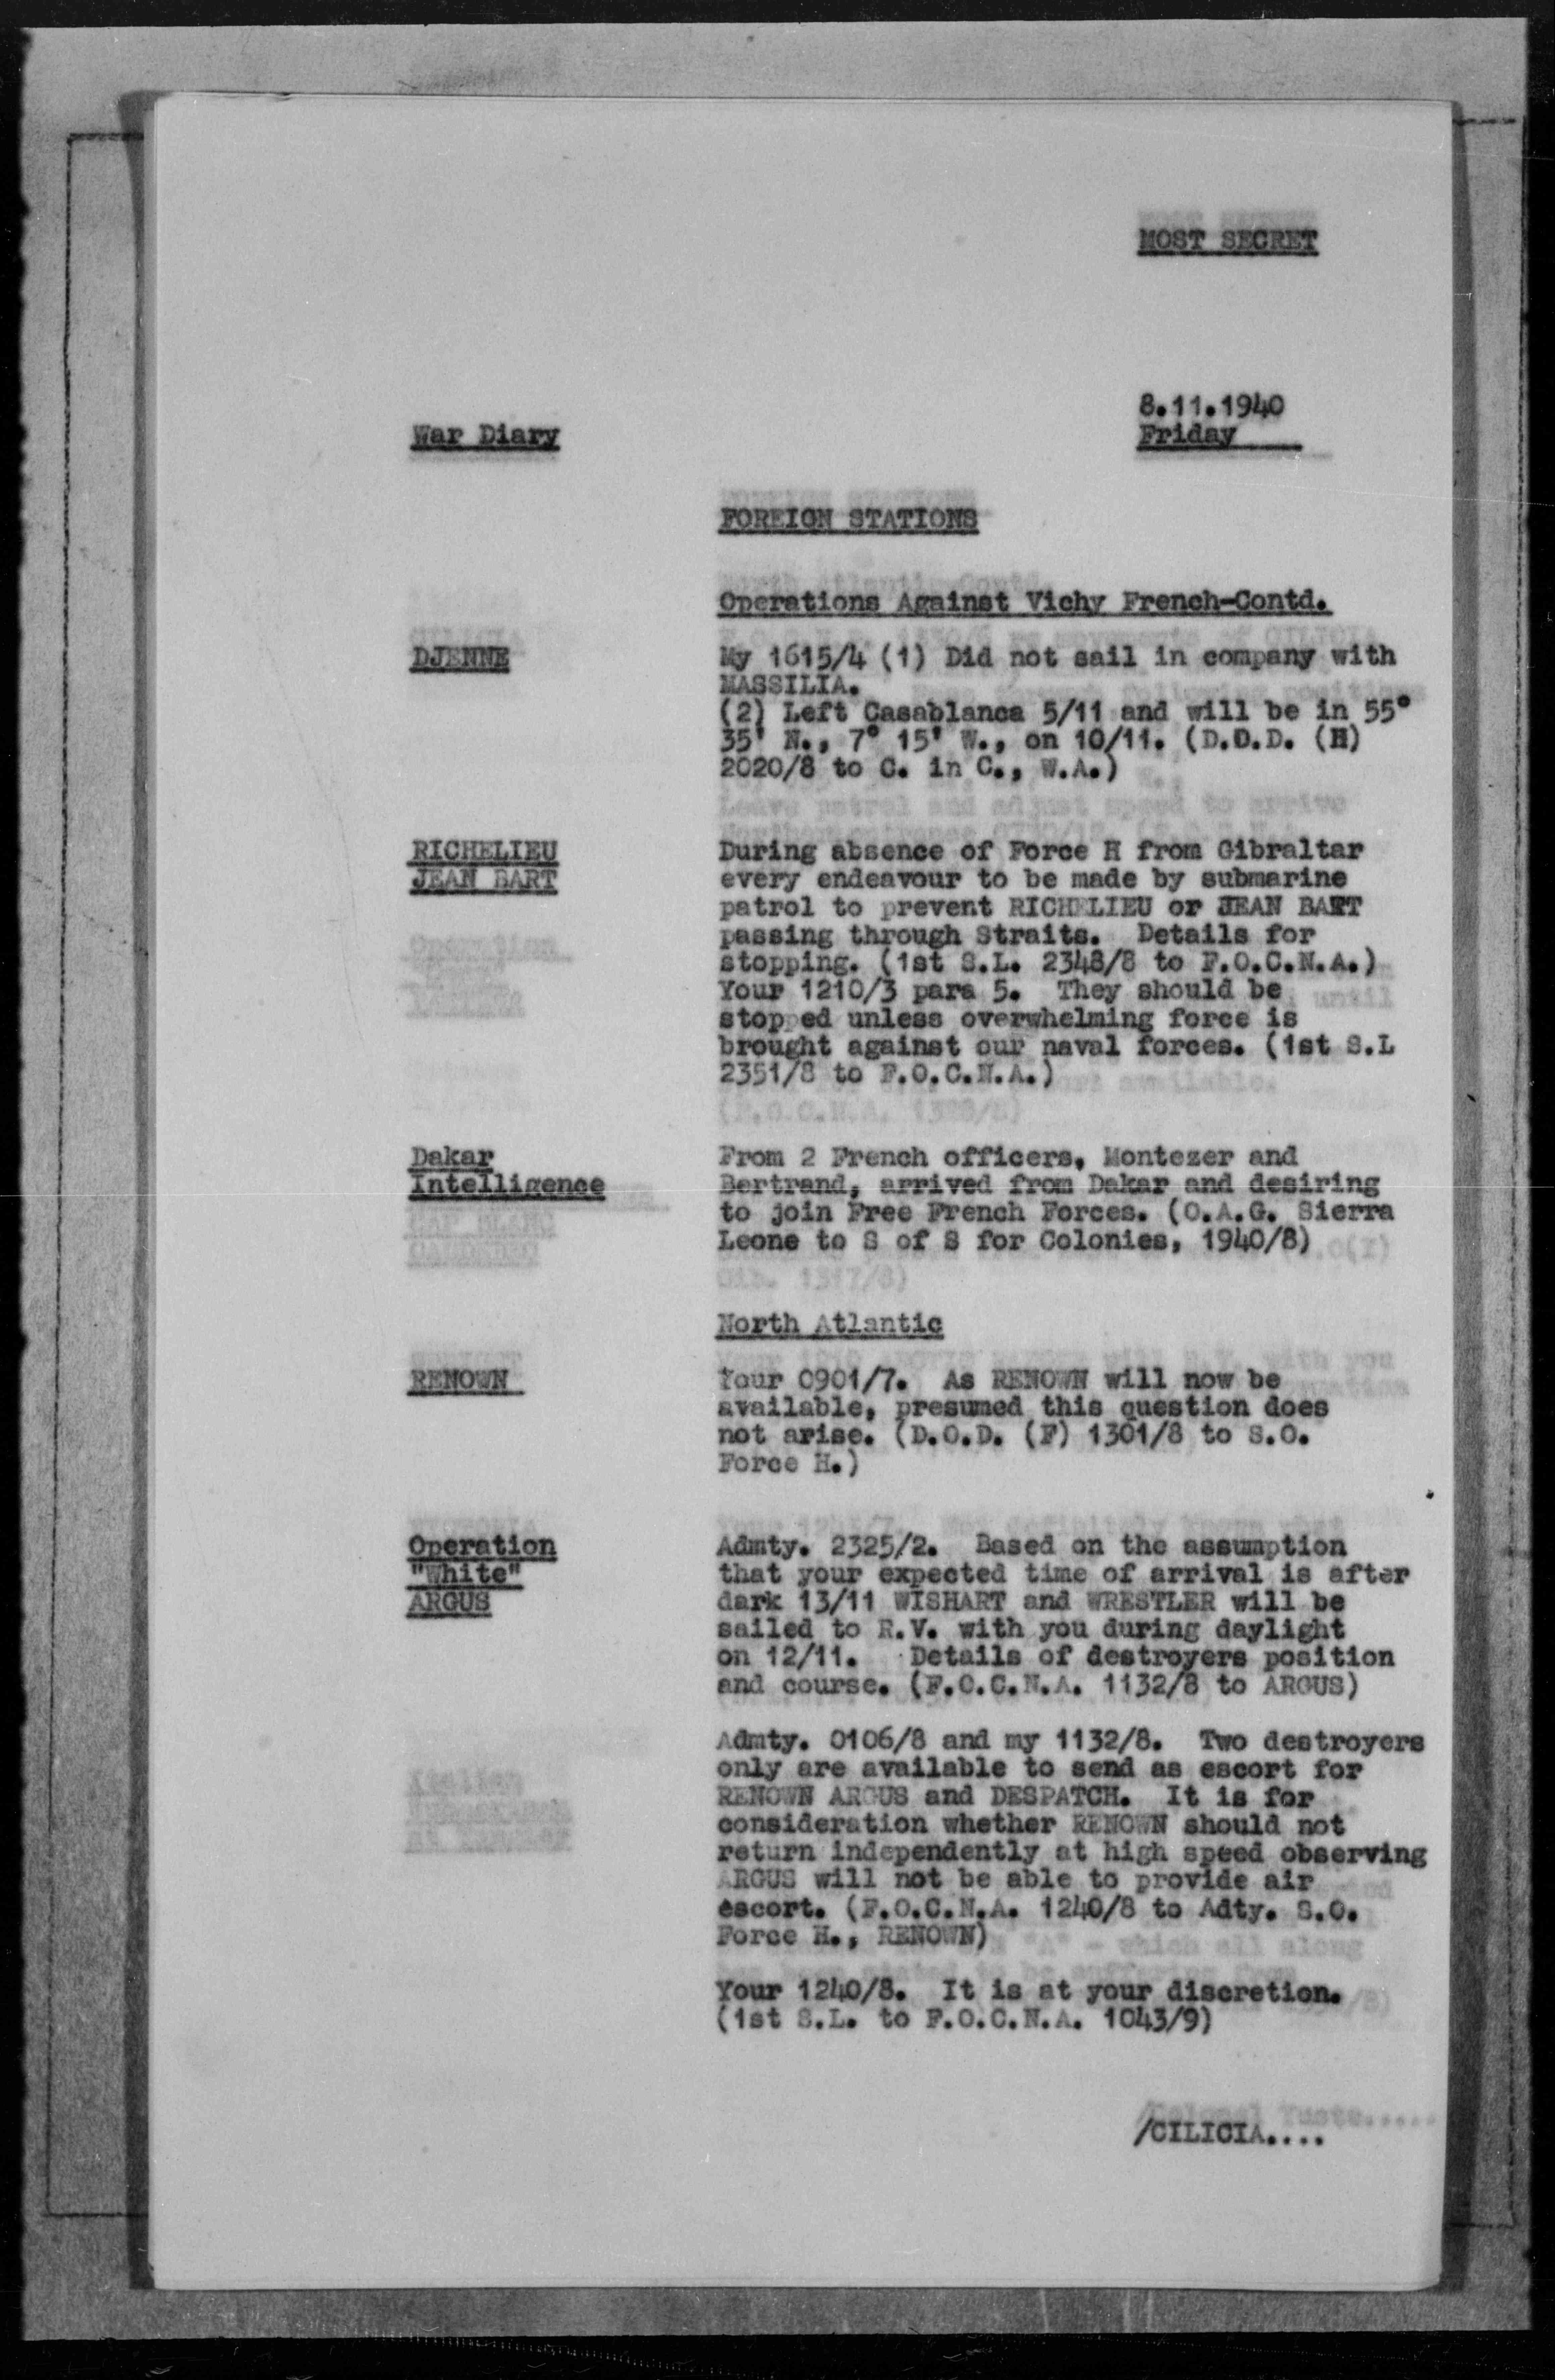 MOST SECRET
8.11.1940
War Diary
Friday
FOREIGN STATIONS
Operations Against Vichy French-Contd.
DJENNE
My 1615/4 (1) Did not sail in company with
MASSILIA.
(2) Left Casablanca 5/11 and will be in 55°
35' N., 7° 15' W., on 10/11. (D.O.D. (H)
2020/8 to C. in C., W.A.)
RICHELIEU
JEAN BART
During absence of Force H from Gibraltar
every endeavour to be made by submarine
patrol to prevent RICHELIEU or JEAN BART
passing through Straits. Details for
stopping. (1st S.L. 2348/8 to F.O.C.N.A.)
Your 1210/3 para 5. They should be
stopped unless overwhelming force is
brought against our naval forces. (1st S.L
2351/8 to F.O.C.N.A.)
Dakar
Intelligence
From 2 French officers, Montezer and
Bertrand, arrived from Dakar and desiring
to join Free French Forces. (O.A.G. Sierra
Leone to S of S for Colonies, 1940/8)
North Atlantic
RENOWN
Your 0901/7. As RENOWN will now be
available, presumed this question does
not arise. (D.O.D. (F) 1301/8 to S.O.
Force H.)
Operation
"White"
ARGUS
Admty. 2325/2. Based on the assumption
that your expected time of arrival is after
dark 13/11 WISHART and WRESTLER will be
sailed to R.V. with you during daylight
on 12/11. Details of destroyers position
and course. (F.O.C.N.A. 1132/8 to ARGUS)
Admty. 0106/8 and my 1132/8. Two destroyers
only are available to send as escort for
RENOWN ARGUS and DESPATCH. It is for
consideration whether RENOWN should not
return independently at high speed observing
ARGUS will not be able to provide air
escort. (F.O.C.N.A. 1240/8 to Adty. S.O.
Force H., RENOWN)
Your 1240/8. It is at your discretion.
(1st S.L. to F.O.C.N.A. 1043/9)
/CILICIA....